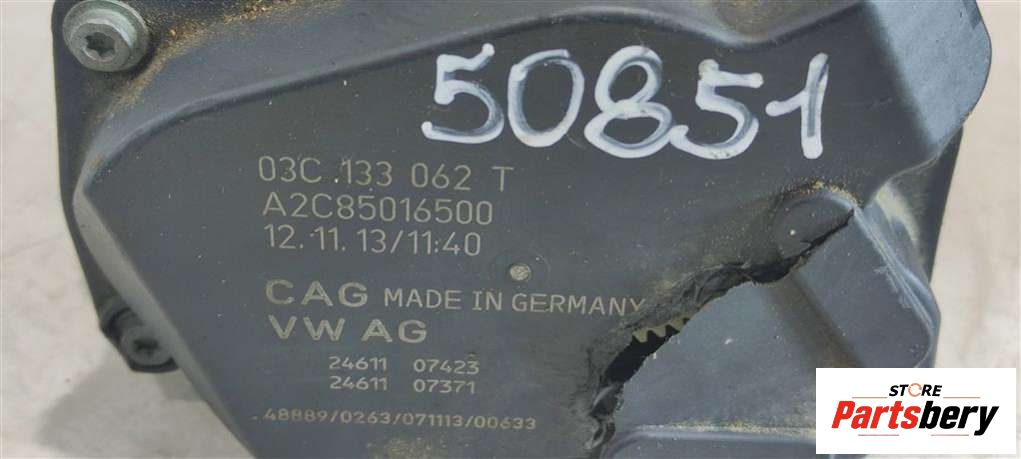 50851
03C 133 062 T
A2C85016500
12.11.13/11:40
CAG MADE IN GERMANY
VW AG
24611 07423
24611 07371
48889/0263/071113/00633
STORE
Partsbery